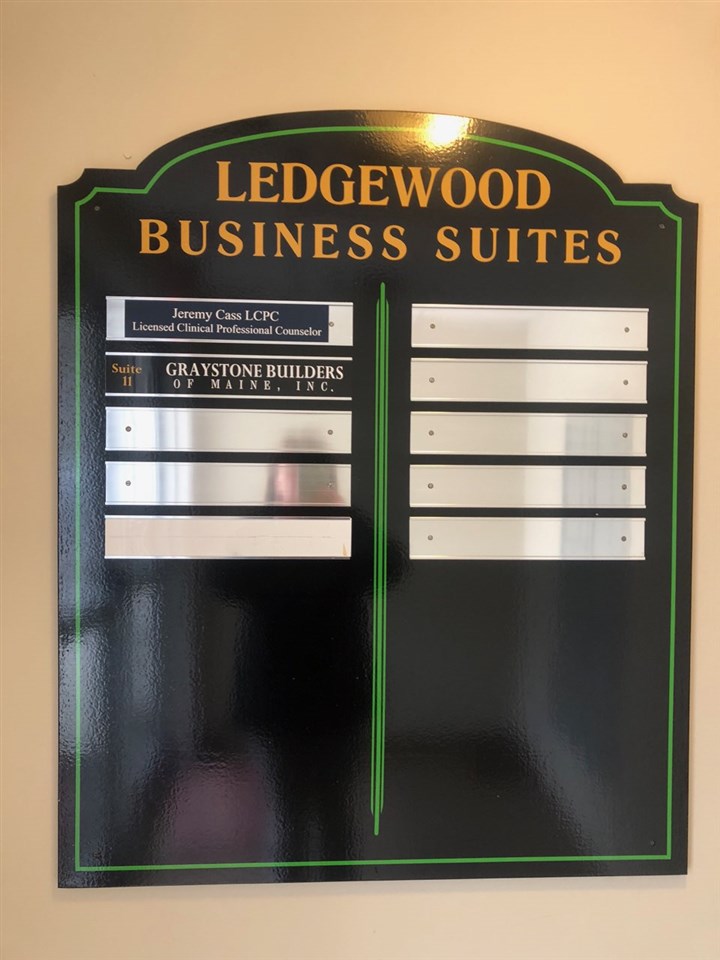 LEDGEWOOD
BUSINESS SUITES
Jeremy Cass LCPC
Licensed Clinical Professional Counselor
Suite
11
GRAYSTONE BUILDERS
OF MAINE, INC.